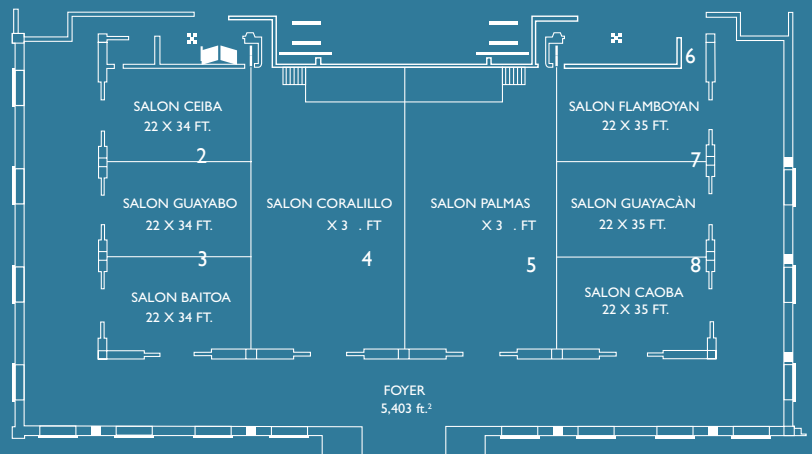 6
SALON CEIBA
22 X 34 FT.
2
SALON FLAMBOYAN
22 X 35 FT.
7
SALON GUAYABO
22 X 34 FT.
3
SALON CORALILLO
X 3 . FT
4
SALON PALMAS
X 3 . FT
5
SALON GUAYACÀN
22 X 35 FT.
8
SALON BAITOA
22 X 34 FT.
SALON CAOBA
22 X 35 FT.
FOYER
5,403 ft.²